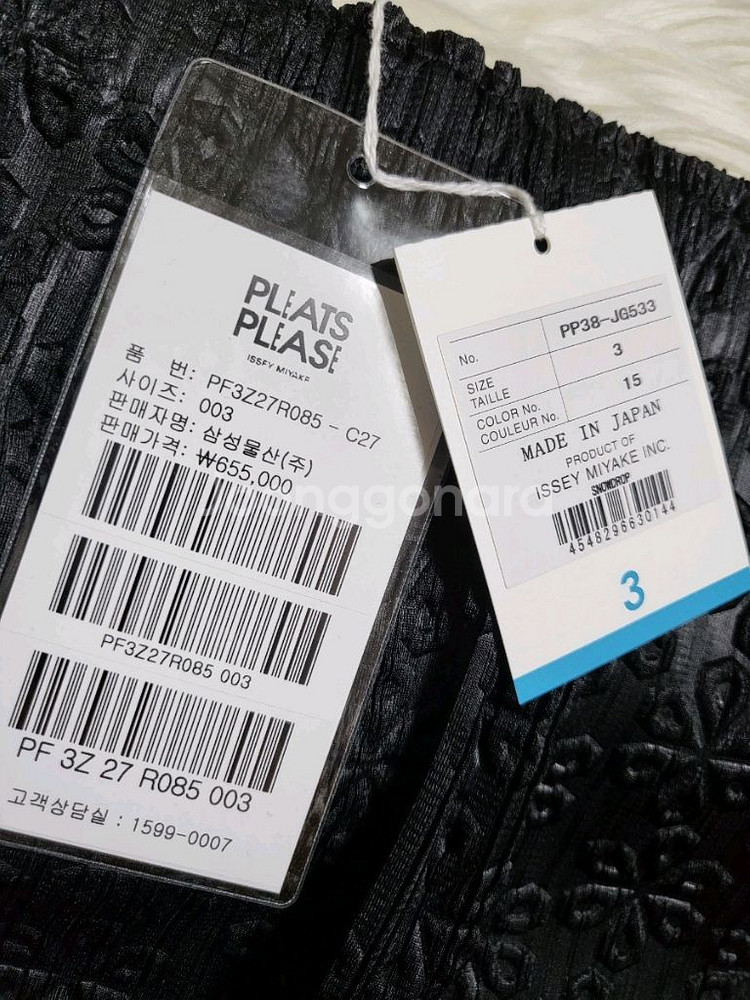 PLEATS
PLEASE
ISSEY MIYAKE
품 번: PF3Z27R085 - C27
사이즈: 003
판매자명: 삼성물산(주)
판매가격: ₩655,000
PF3Z27R085 003
PF 3Z 27 R085 003
고객상담실 : 1599-0007
No. PP38-JG533
SIZE
TAILLE 3
COLOR No.
COULEUR No. 15
MADE IN JAPAN
PRODUCT OF
ISSEY MIYAKE INC.
SNOWDROP
4548296630144
3
joonggonara